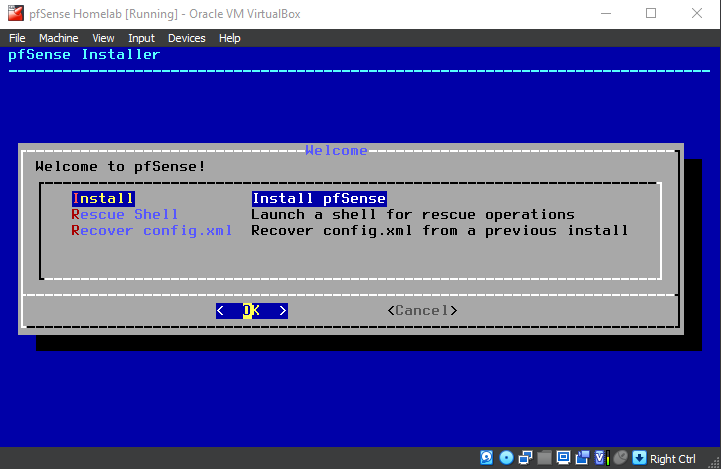 pfSense Homelab [Running] - Oracle VM VirtualBox
File Machine View Input Devices Help
pfSense Installer
Welcome
Welcome to pfSense!
Install Install pfSense
Rescue Shell Launch a shell for rescue operations
Recover config.xml Recover config.xml from a previous install
< OK > <Cancel>
Right Ctrl